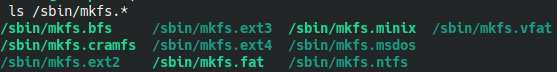 ls /sbin/mkfs.*
/sbin/mkfs.bfs /sbin/mkfs.ext3 /sbin/mkfs.minix /sbin/mkfs.vfat
/sbin/mkfs.cramfs /sbin/mkfs.ext4 /sbin/mkfs.msdos
/sbin/mkfs.ext2 /sbin/mkfs.fat /sbin/mkfs.ntfs